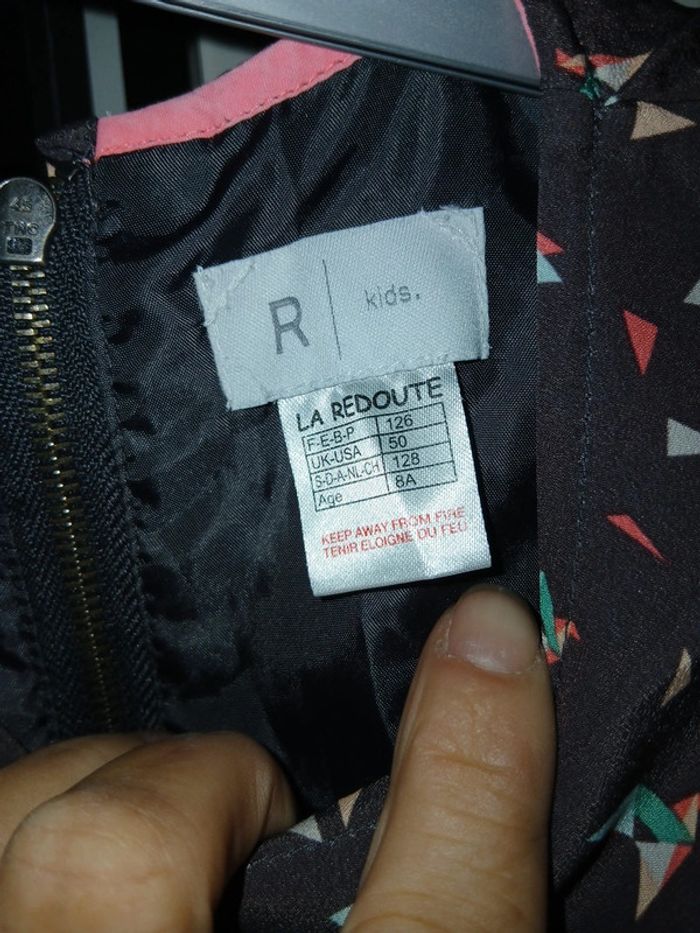 R kids.
LA REDOUTE
F-E-B-P 126
UK-USA 50
S-D-A-NL-CH 128
Age 8A
KEEP AWAY FROM FIRE
TENIR ELOIGNE DU FEU